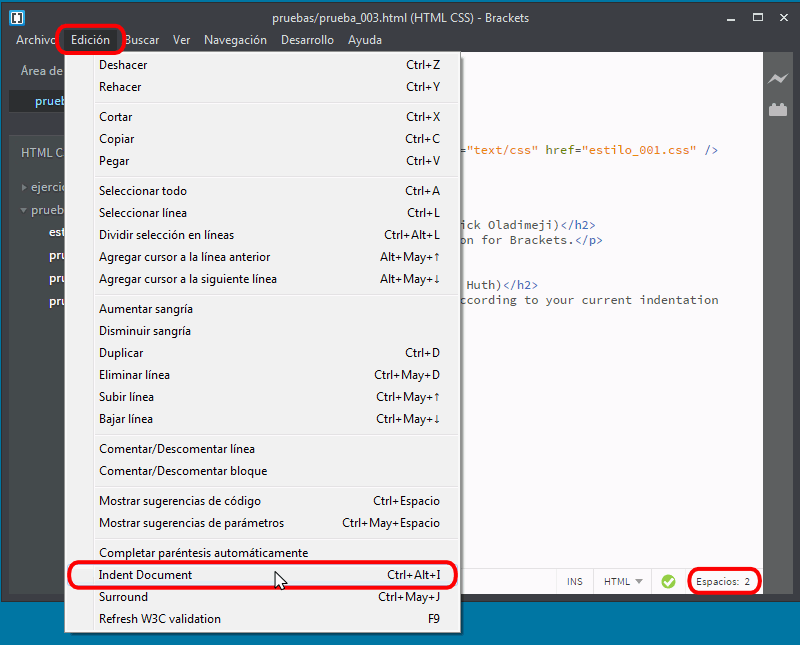 pruebas/prueba_003.html (HTML CSS) - Brackets
Archivo Edición Buscar Ver Navegación Desarrollo Ayuda
Área de
prueb
HTML C
ejercic
prueb
est
pru
pru
pru
Deshacer Ctrl+Z
Rehacer Ctrl+Y
Cortar Ctrl+X
Copiar Ctrl+C
Pegar Ctrl+V
Seleccionar todo Ctrl+A
Seleccionar línea Ctrl+L
Dividir selección en líneas Ctrl+Alt+L
Agregar cursor a la línea anterior Alt+May+↑
Agregar cursor a la siguiente línea Alt+May+↓
Aumentar sangría
Disminuir sangría
Duplicar Ctrl+D
Eliminar línea Ctrl+May+D
Subir línea Ctrl+May+↑
Bajar línea Ctrl+May+↓
Comentar/Descomentar línea
Comentar/Descomentar bloque
Mostrar sugerencias de código Ctrl+Espacio
Mostrar sugerencias de parámetros Ctrl+May+Espacio
Completar paréntesis automáticamente
Indent Document Ctrl+Alt+I
Surround Ctrl+May+J
Refresh W3C validation F9
="text/css" href="estilo_001.css" />
ick Oladimeji)</h2>
on for Brackets.</p>
Huth)</h2>
ccording to your current indentation
INS HTML Espacios: 2